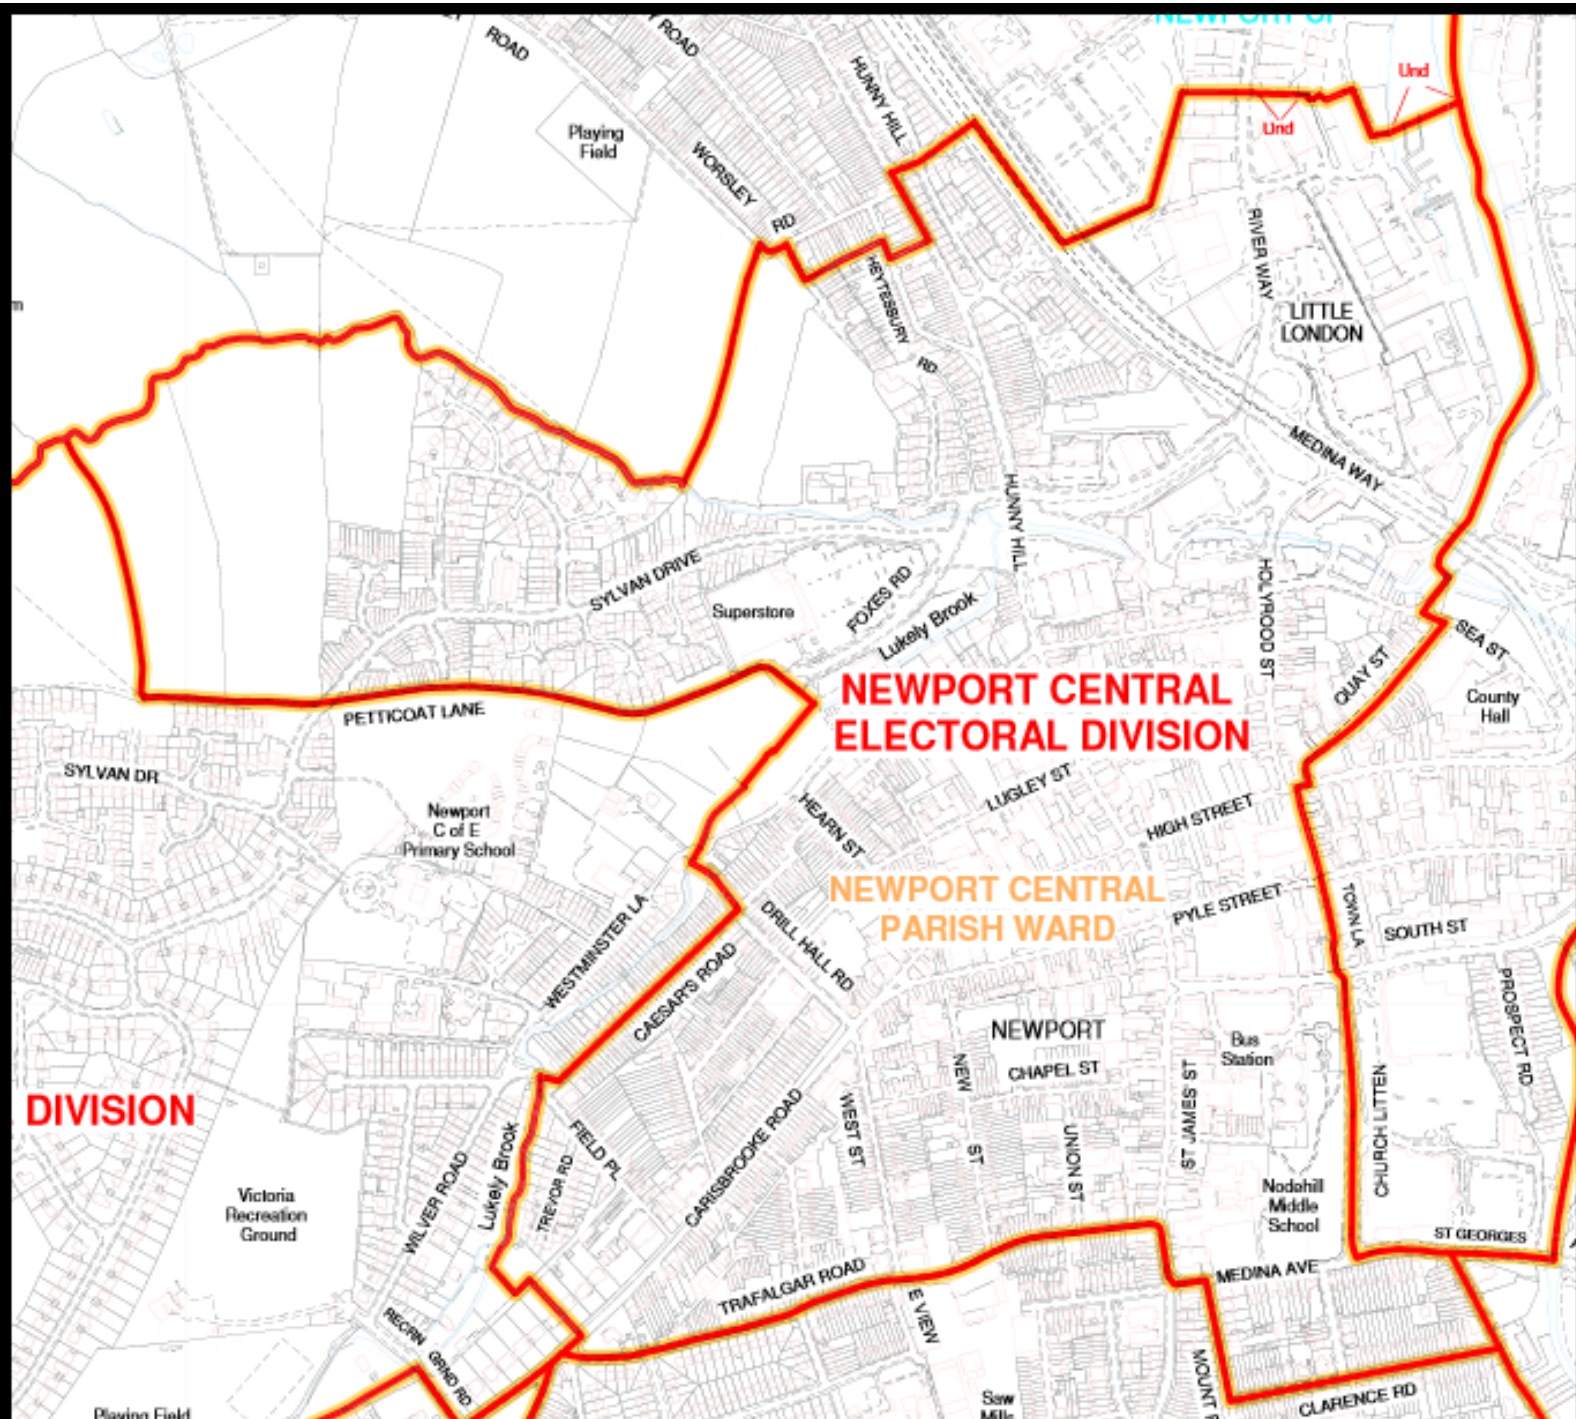 ROAD
ROAD
HUNNY HILL
Und
Und
Playing
Field
WORSLEY
RD
RIVER WAY
HEYTESBURY
RD
LITTLE
LONDON
MEDINA WAY
HUNNY HILL
SYLVAN DRIVE
Superstore
FOXES RD
Lukely Brook
HOLYROOD ST
SEA ST
QUAY ST
County
Hall
NEWPORT CENTRAL
ELECTORAL DIVISION
PETTICOAT LANE
SYLVAN DR
Newport
C of E
Primary School
HEARN ST
LUGLEY ST
HIGH STREET
NEWPORT CENTRAL
PARISH WARD
PYLE STREET
TOWN LA
SOUTH ST
WESTMINSTER LA
DRILL HALL RD
CAESAR'S ROAD
PROSPECT RD
NEWPORT
Bus
Station
NEW
ST
CHAPEL ST
ST JAMES ST
CHURCH LITTEN
DIVISION
WEST ST
UNION ST
FIELD PL
CARISBROOKE ROAD
Lukely Brook
TREVOR RD
WILVER ROAD
Victoria
Recreation
Ground
Nodehill
Middle
School
ST GEORGES
MEDINA AVE
TRAFALGAR ROAD
E VIEW
RECRN
GRND RD
MOUNT
CLARENCE RD
Saw
Mills
Playing Field